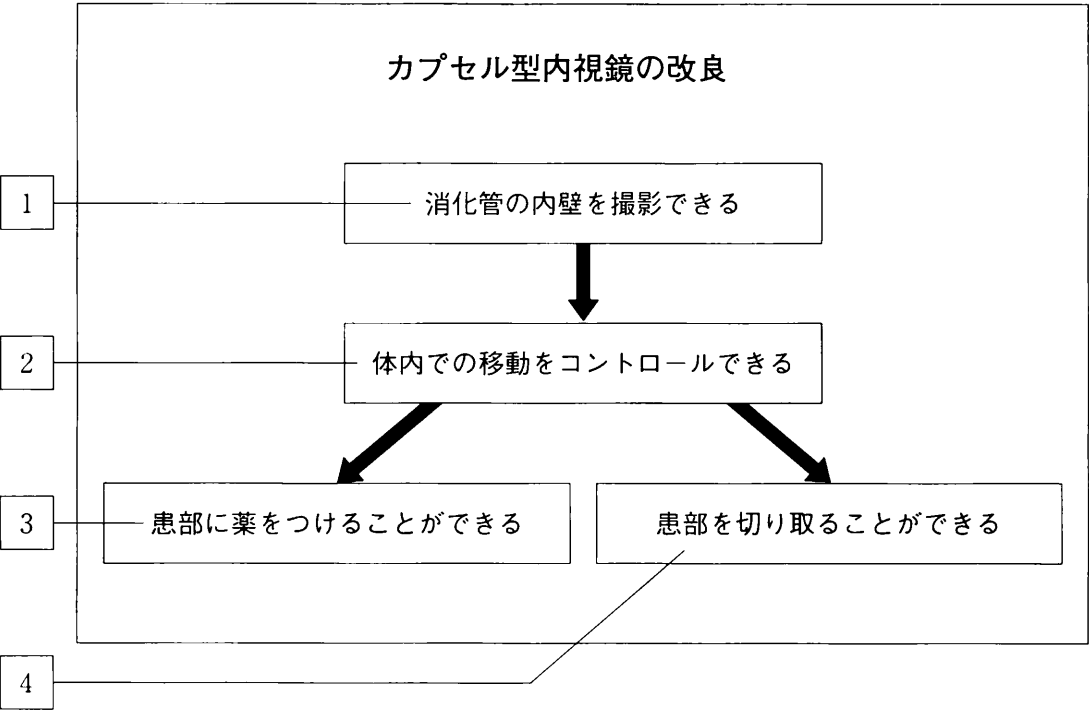 カプセル型内視鏡の改良
1
消化管の内壁を撮影できる
2
体内での移動をコントロールできる
3
患部に薬をつけることができる
患部を切り取ることができる
4